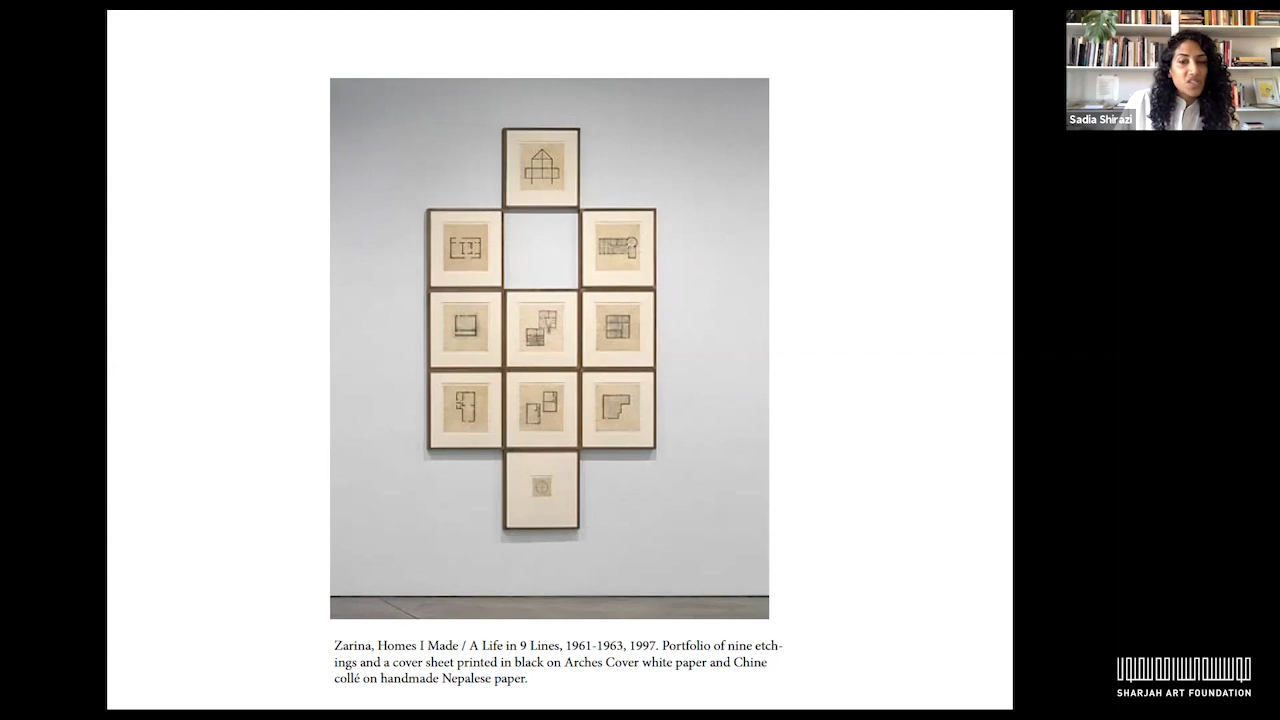 Sadia Shirazi
Zarina, Homes I Made / A Life in 9 Lines, 1961-1963, 1997. Portfolio of nine etch-
ings and a cover sheet printed in black on Arches Cover white paper and Chine
collé on handmade Nepalese paper.
SHARJAH ART FOUNDATION